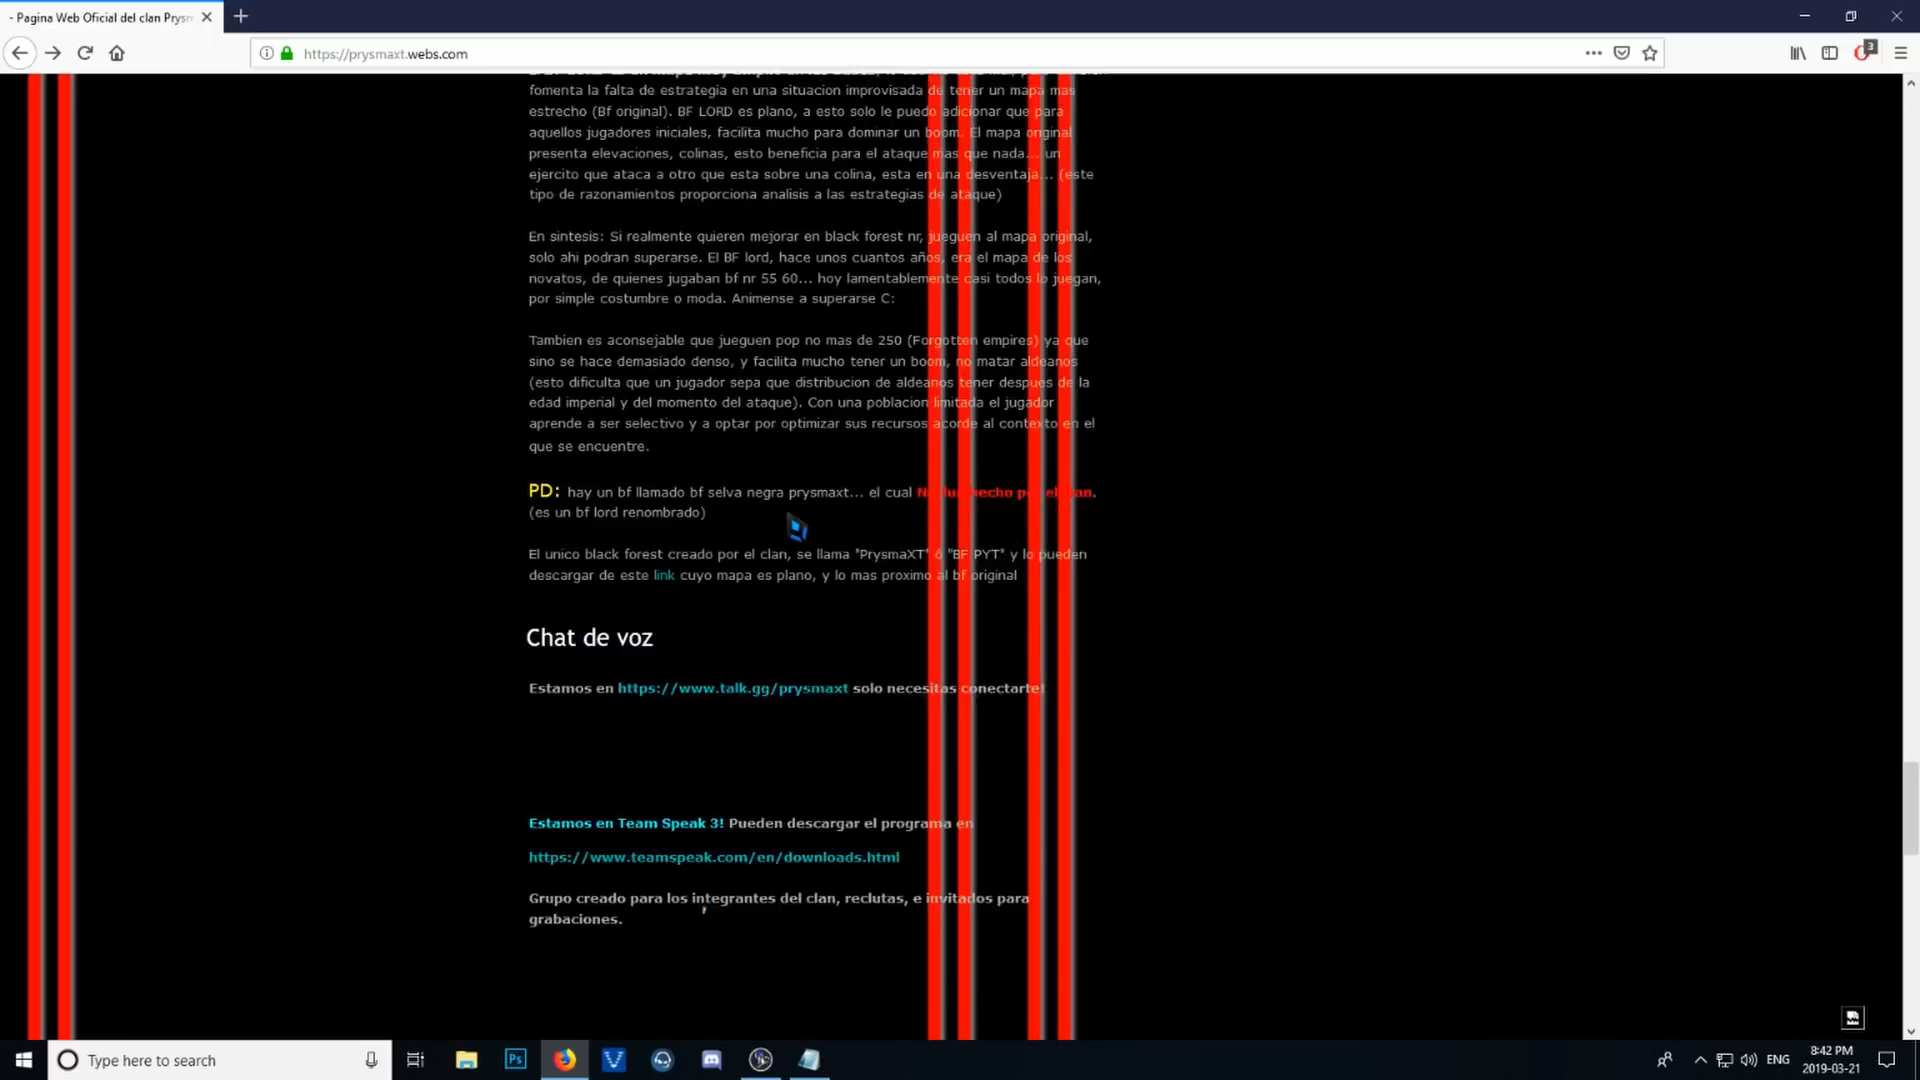 - Pagina Web Oficial del clan Prysm
https://prysmaxt.webs.com
3
fomenta la falta de estrategia en una situacion improvisada de tener un mapa mas
estrecho (Bf original). BF LORD es plano, a esto solo le puedo adicionar que para
aquellos jugadores iniciales, facilita mucho para dominar un boom. El mapa original
presenta elevaciones, colinas, esto beneficia para el ataque mas que nada... un
ejercito que ataca a otro que esta sobre una colina, esta en una desventaja... (este
tipo de razonamientos proporciona analisis a las estrategias de ataque)
En sintesis: Si realmente quieren mejorar en black forest nr, jueguen al mapa original,
solo ahi podran superarse. El BF lord, hace unos cuantos años, era el mapa de los
novatos, de quienes jugaban bf nr 55 60... hoy lamentablemente casi todos lo juegan,
por simple costumbre o moda. Animense a superarse C:
Tambien es aconsejable que jueguen pop no mas de 250 (Forgotten empires) ya que
sino se hace demasiado denso, y facilita mucho tener un boom, no matar aldeanos
(esto dificulta que un jugador sepa que distribucion de aldeanos tener despues de la
edad imperial y del momento del ataque). Con una poblacion limitada el jugador
aprende a ser selectivo y a optar por optimizar sus recursos acorde al contexto en el
que se encuentre.
PD: hay un bf llamado bf selva negra prysmaxt... el cual No fue hecho por el clan.
(es un bf lord renombrado)
El unico black forest creado por el clan, se llama "PrysmaXT" ó "BF PYT" y lo pueden
descargar de este link cuyo mapa es plano, y lo mas proximo al bf original
Chat de voz
Estamos en https://www.talk.gg/prysmaxt solo necesitas conectarte!
Estamos en Team Speak 3! Pueden descargar el programa en
https://www.teamspeak.com/en/downloads.html
Grupo creado para los integrantes del clan, reclutas, e invitados para
grabaciones.
Type here to search
Ps
ENG
8:42 PM
2019-03-21